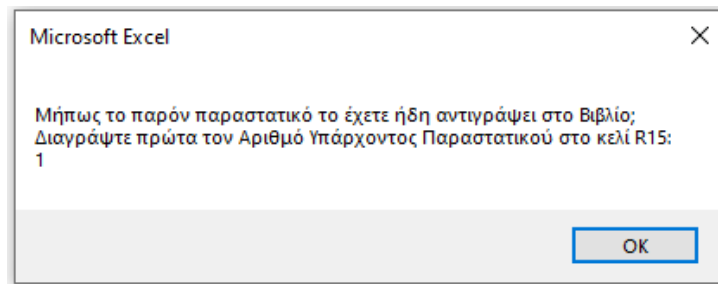 Microsoft Excel
Μήπως το παρόν παραστατικό το έχετε ήδη αντιγράψει στο Βιβλίο;
Διαγράψτε πρώτα τον Αριθμό Υπάρχοντος Παραστατικού στο κελί R15:
1
OK